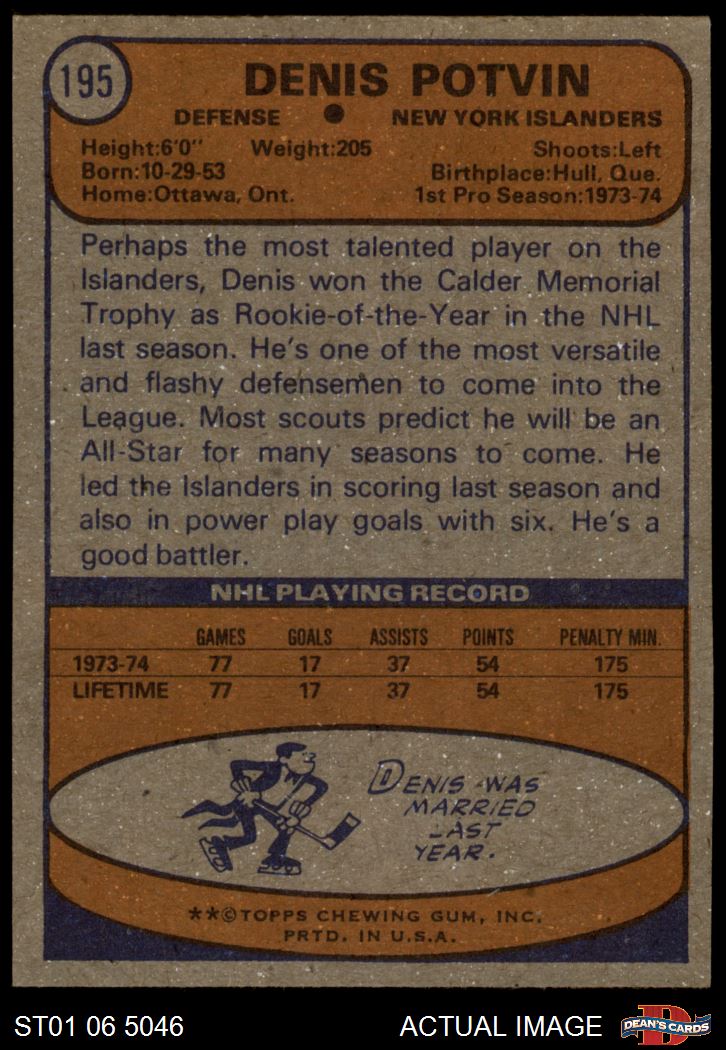 195
DENIS POTVIN
DEFENSE NEW YORK ISLANDERS
Height:6'0" Weight:205 Shoots:Left
Born:10-29-53 Birthplace:Hull, Que.
Home:Ottawa, Ont. 1st Pro Season:1973-74
Perhaps the most talented player on the
Islanders, Denis won the Calder Memorial
Trophy as Rookie-of-the-Year in the NHL
last season. He's one of the most versatile
and flashy defensemen to come into the
League. Most scouts predict he will be an
All-Star for many seasons to come. He
led the Islanders in scoring last season and
also in power play goals with six. He's a
good battler.
NHL PLAYING RECORD
GAMES GOALS ASSISTS POINTS PENALTY MIN.
1973-74 77 17 37 54 175
LIFETIME 77 17 37 54 175
DENIS WAS
MARRIED
LAST
YEAR.
**©TOPPS CHEWING GUM, INC.
PRTD. IN U.S.A.
ST01 06 5046 ACTUAL IMAGE
D
DEAN'S CARDS